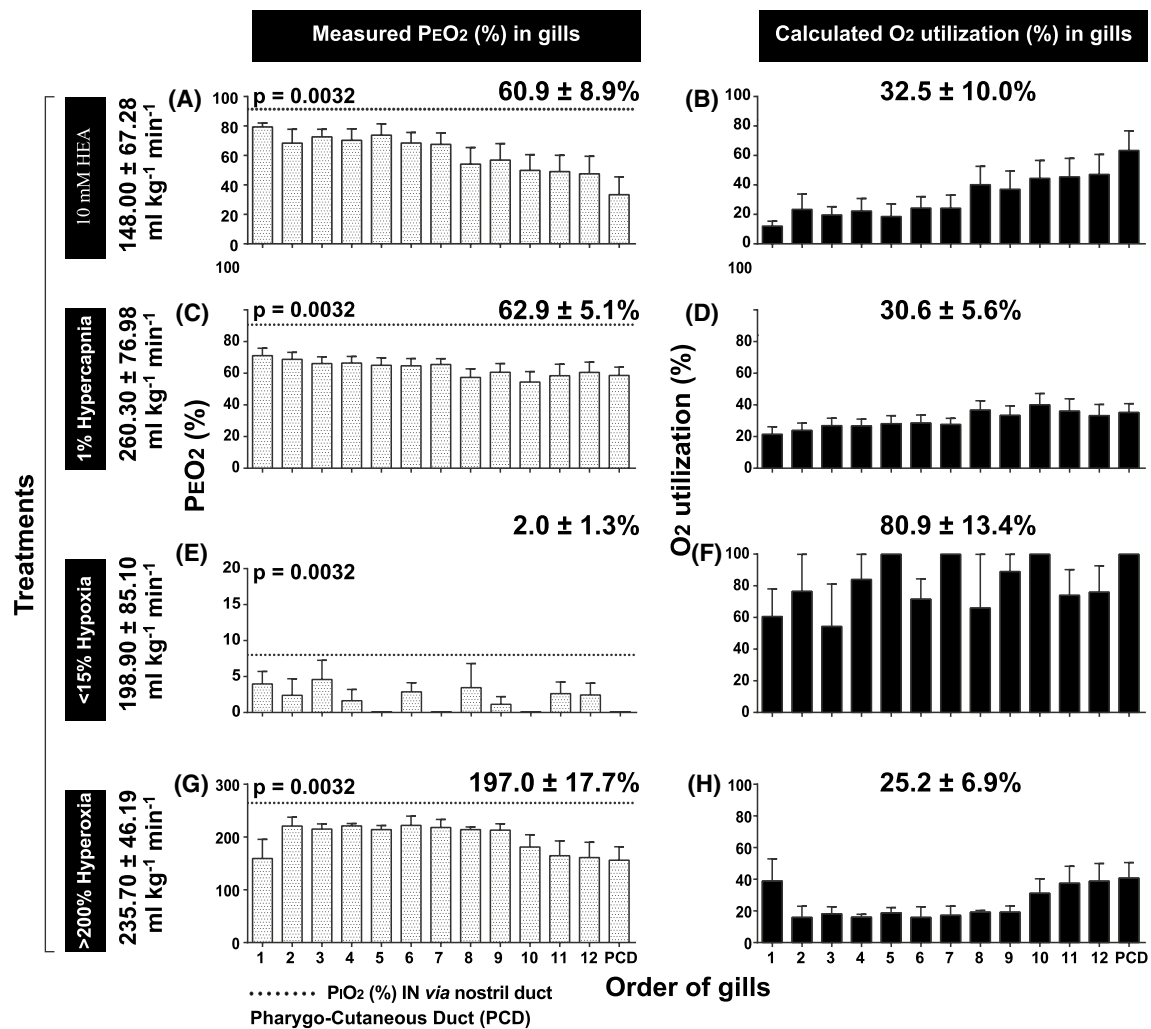 Measured PEO2 (%) in gills
Calculated O2 utilization (%) in gills
Treatments
10 mM HEA
148.00 ± 67.28
ml kg-1 min-1
(A)
100
80
60
40
20
0
p = 0.0032
60.9 ± 8.9%
(B)
100
80
60
40
20
0
32.5 ± 10.0%
1% Hypercapnia
260.30 ± 76.98
ml kg-1 min-1
PEO2 (%)
(C)
100
80
60
40
20
0
p = 0.0032
62.9 ± 5.1%
O2 utilization (%)
(D)
100
80
60
40
20
0
30.6 ± 5.6%
<15% Hypoxia
198.90 ± 85.10
ml kg-1 min-1
(E)
20
15
10
5
0
p = 0.0032
2.0 ± 1.3%
(F)
100
80
60
40
20
0
80.9 ± 13.4%
>200% Hyperoxia
235.70 ± 46.19
ml kg-1 min-1
(G)
300
200
100
0
p = 0.0032
197.0 ± 17.7%
1 2 3 4 5 6 7 8 9 10 11 12 PCD
(H)
100
80
60
40
20
0
25.2 ± 6.9%
1 2 3 4 5 6 7 8 9 10 11 12 PCD
Order of gills
PIO2 (%) IN via nostril duct
Pharygo-Cutaneous Duct (PCD)